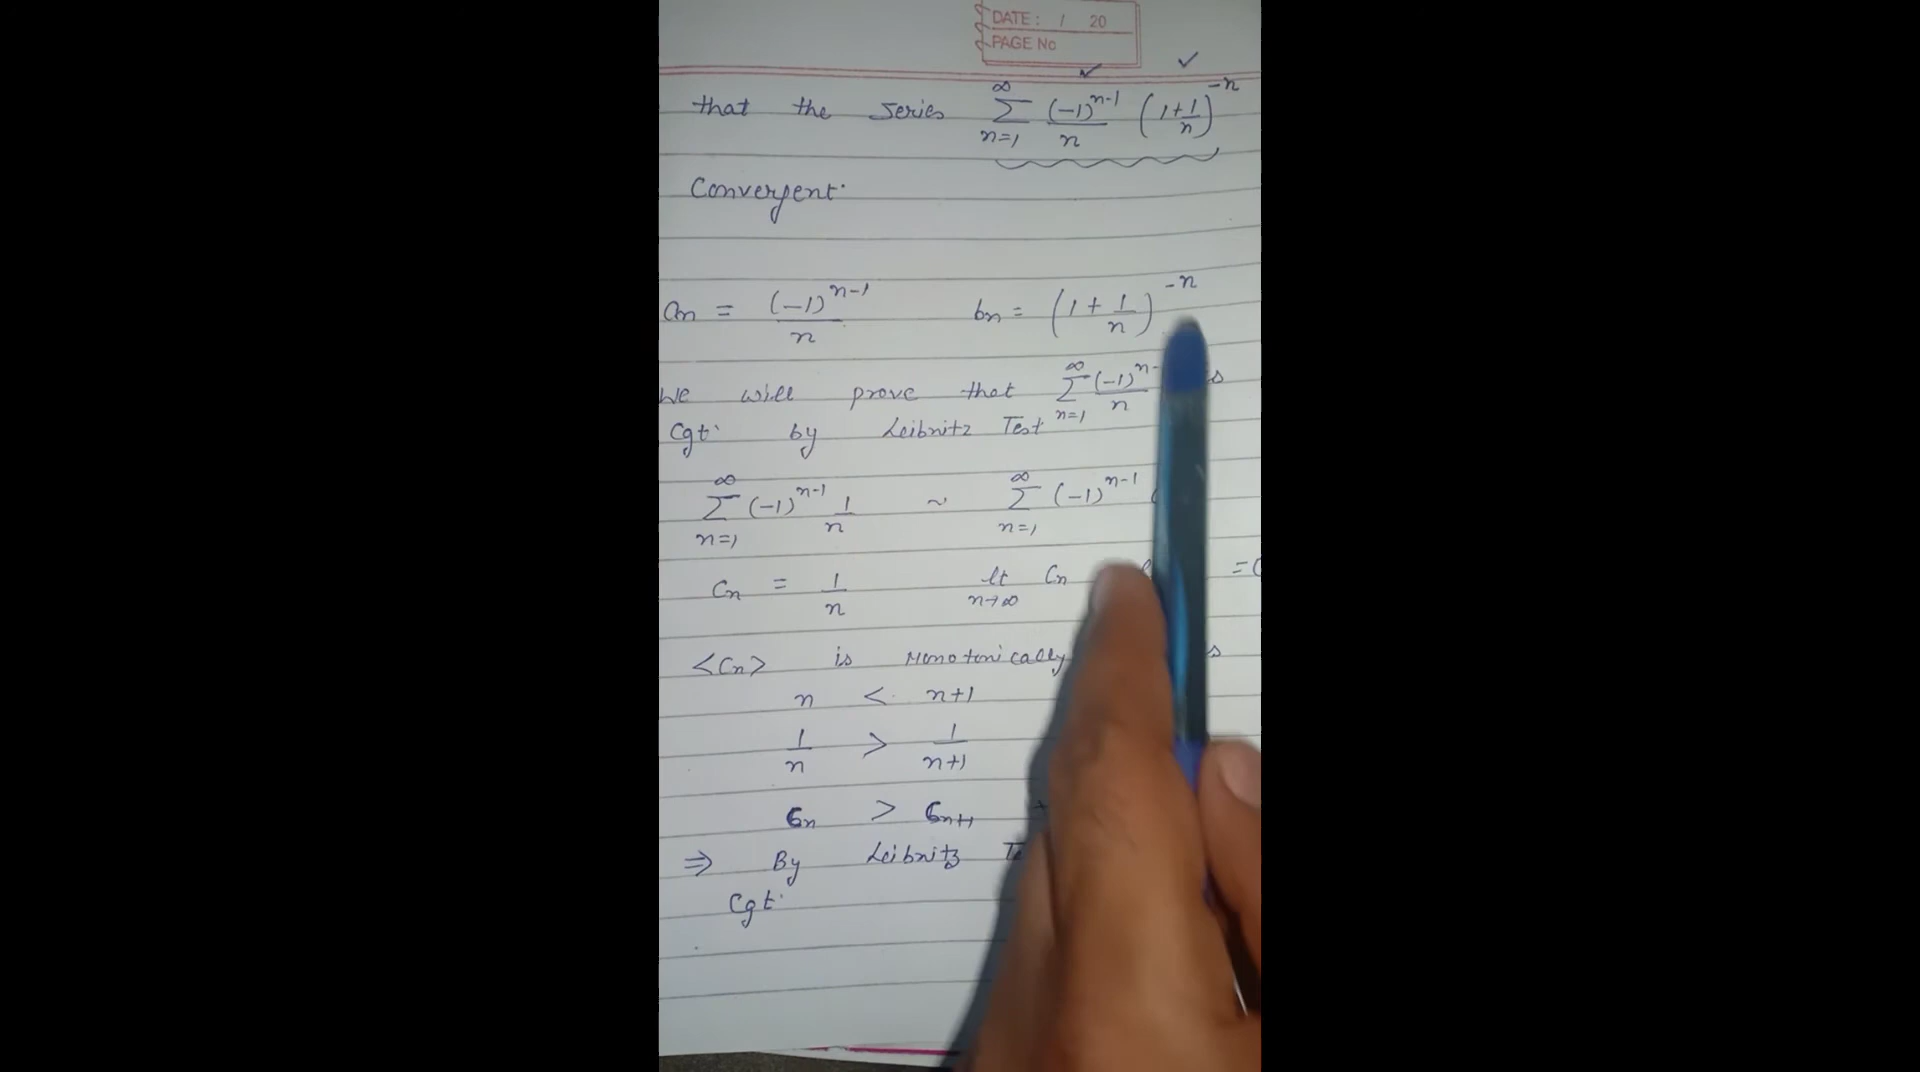 DATE: / 20
PAGE No
that the series ∞ Σ n=1 (-1)^{n-1}/n (1+1/n)^{-n}
Convergent.
an = (-1)^{n-1}/n bn = (1+1/n)^{-n}
We will prove that ∞ Σ n=1 (-1)^{n-}/n
Cgt. by Leibnitz Test
∞ Σ n=1 (-1)^{n-1} 1/n ~ ∞ Σ n=1 (-1)^{n-1}
Cn = 1/n lt n→∞ Cn =
<Cn> is Monotonically
n < n+1
1/n > 1/n+1
Cn > Cn+1
⇒ By Leibnitz
Cgt.